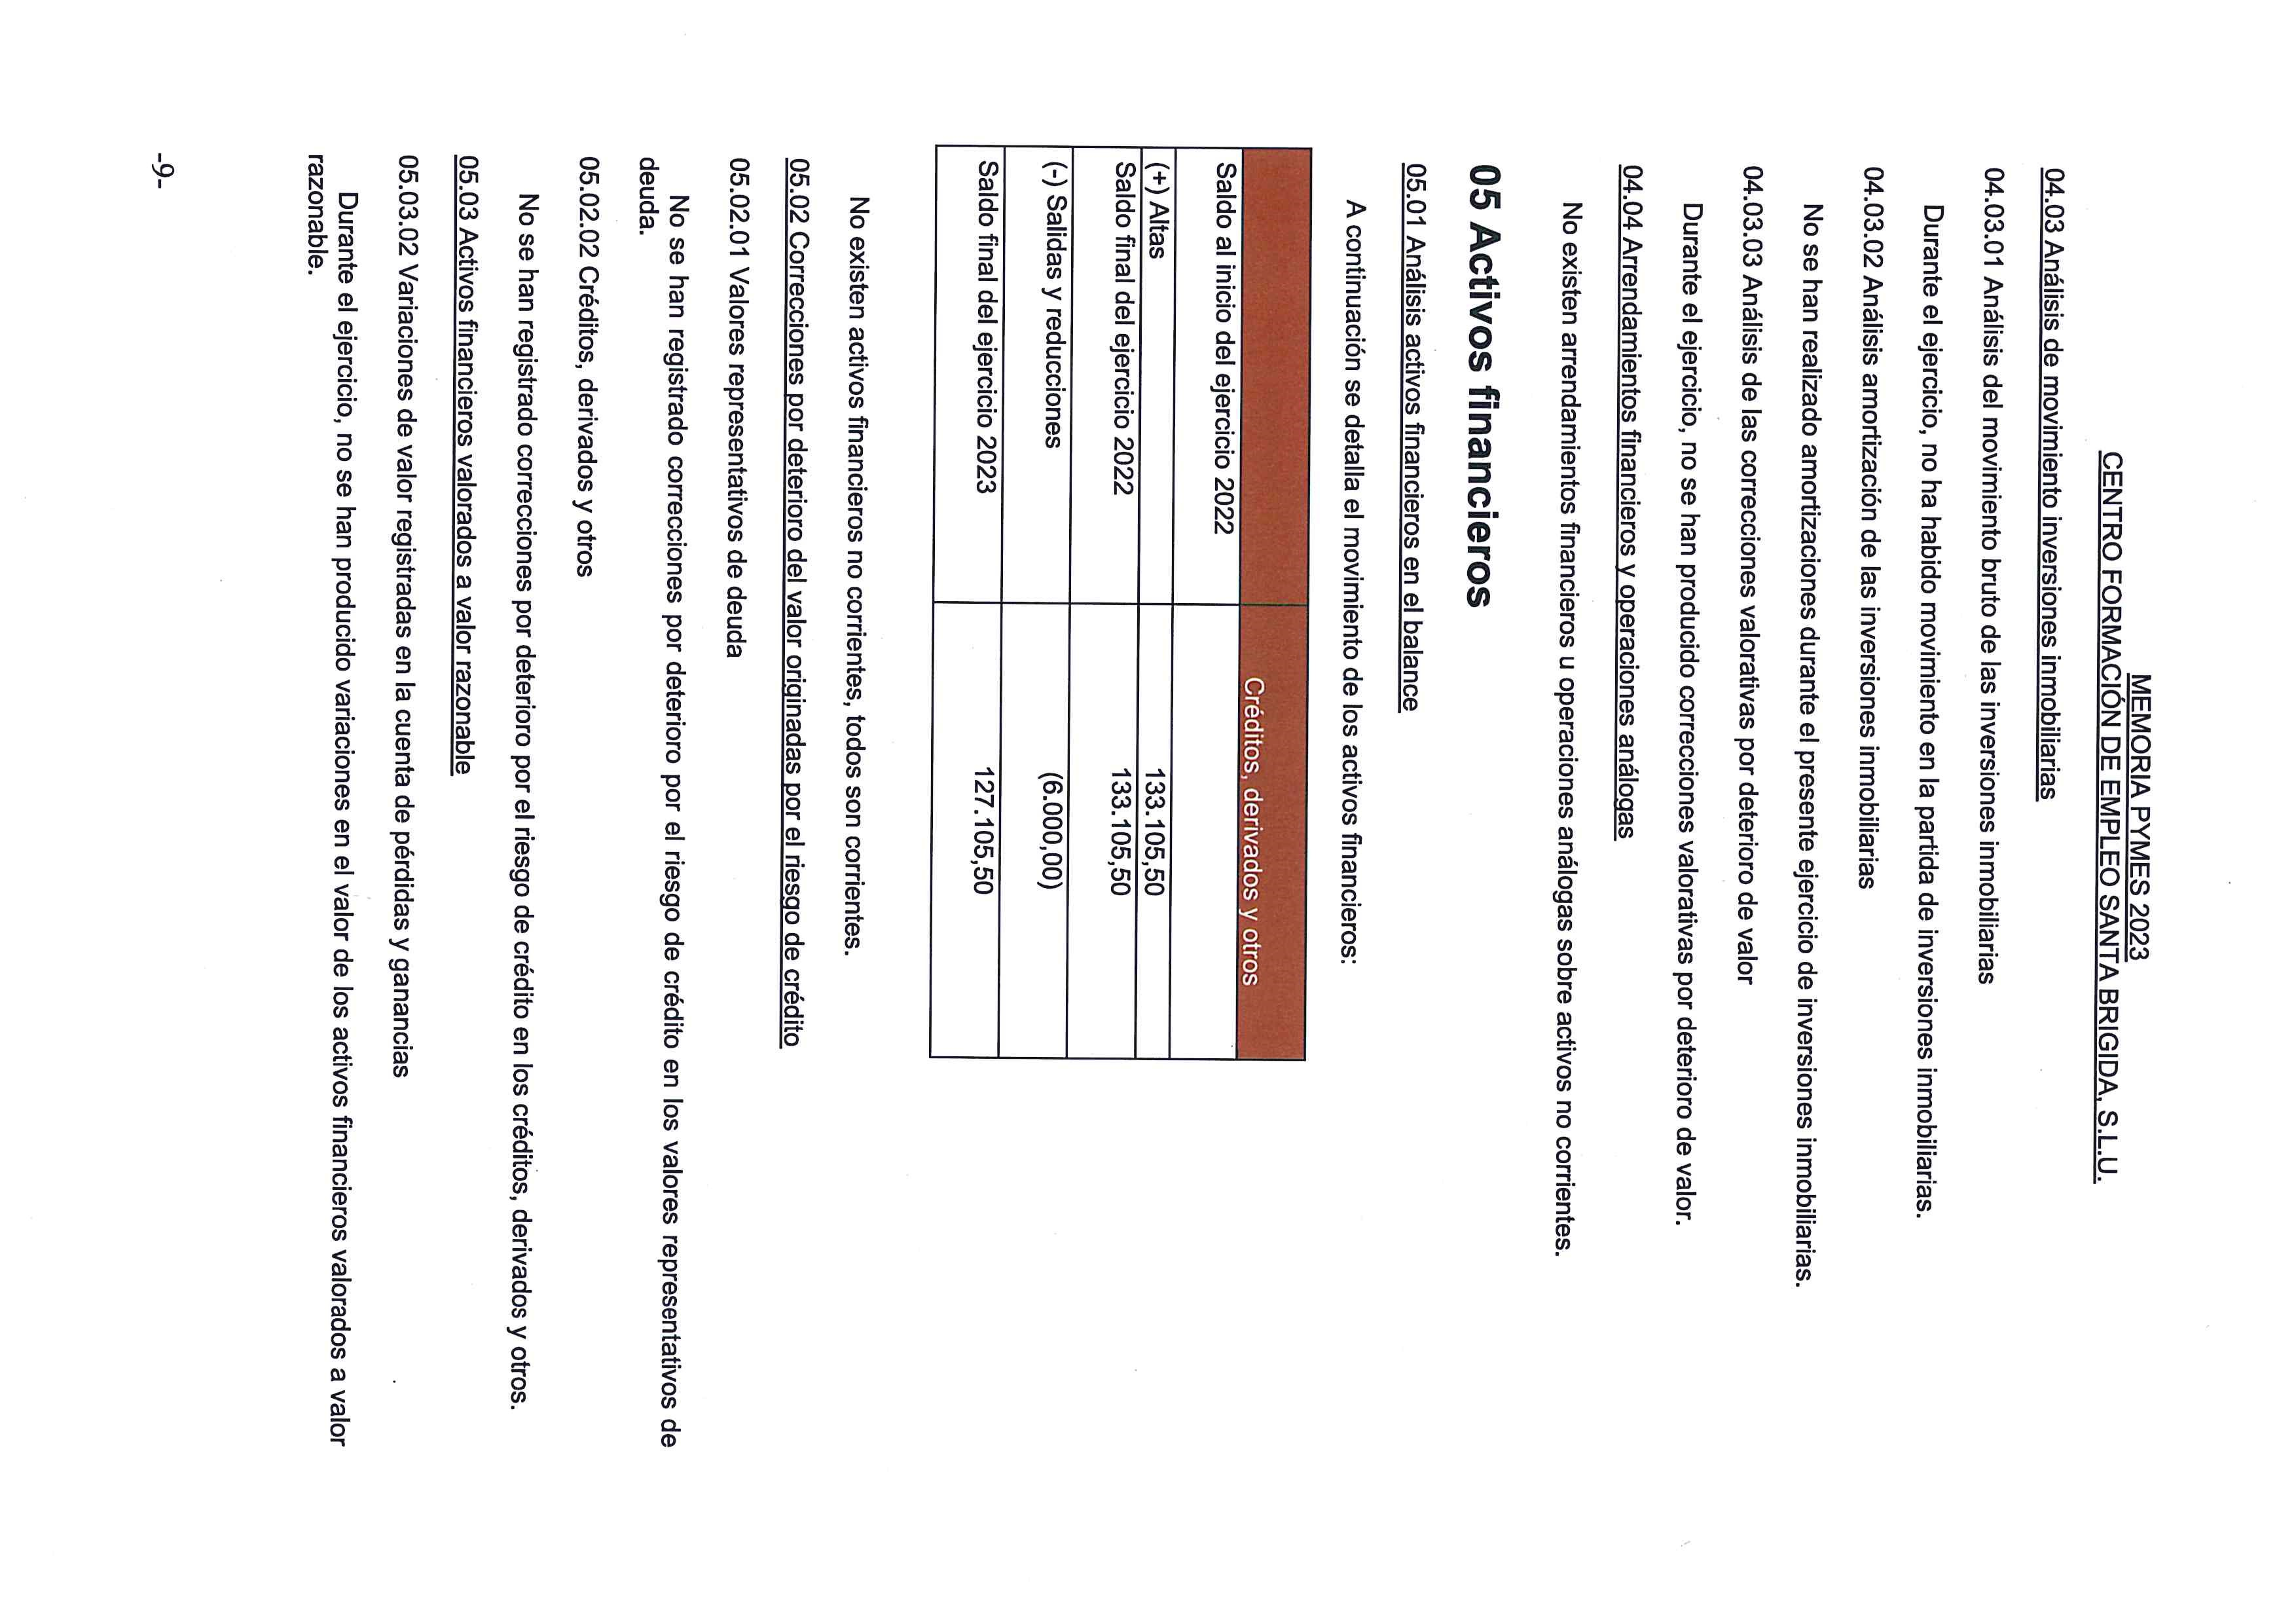 MEMORIA PYMES 2023
CENTRO FORMACIÓN DE EMPLEO SANTA BRIGIDA, S.L.U.
04.03 Análisis de movimiento inversiones inmobiliarias
04.03.01 Análisis del movimiento bruto de las inversiones inmobiliarias
Durante el ejercicio, no ha habido movimiento en la partida de inversiones inmobiliarias.
04.03.02 Análisis amortización de las inversiones inmobiliarias
No se han realizado amortizaciones durante el presente ejercicio de inversiones inmobiliarias.
04.03.03 Análisis de las correcciones valorativas por deterioro de valor
Durante el ejercicio, no se han producido correcciones valorativas por deterioro de valor.
04.04 Arrendamientos financieros y operaciones análogas
No existen arrendamientos financieros u operaciones análogas sobre activos no corrientes.
05 Activos financieros
05.01 Análisis activos financieros en el balance
A continuación se detalla el movimiento de los activos financieros:
Créditos, derivados y otros
Saldo al inicio del ejercicio 2022
(+) Altas 133.105,50
Saldo final del ejercicio 2022 133.105,50
(-) Salidas y reducciones (6.000,00)
Saldo final del ejercicio 2023 127.105,50
No existen activos financieros no corrientes, todos son corrientes.
05.02 Correcciones por deterioro del valor originadas por el riesgo de crédito
05.02.01 Valores representativos de deuda
No se han registrado correcciones por deterioro por el riesgo de crédito en los valores representativos de
deuda.
05.02.02 Créditos, derivados y otros
No se han registrado correcciones por deterioro por el riesgo de crédito en los créditos, derivados y otros.
05.03 Activos financieros valorados a valor razonable
05.03.02 Variaciones de valor registradas en la cuenta de pérdidas y ganancias
Durante el ejercicio, no se han producido variaciones en el valor de los activos financieros valorados a valor
razonable.
-9-